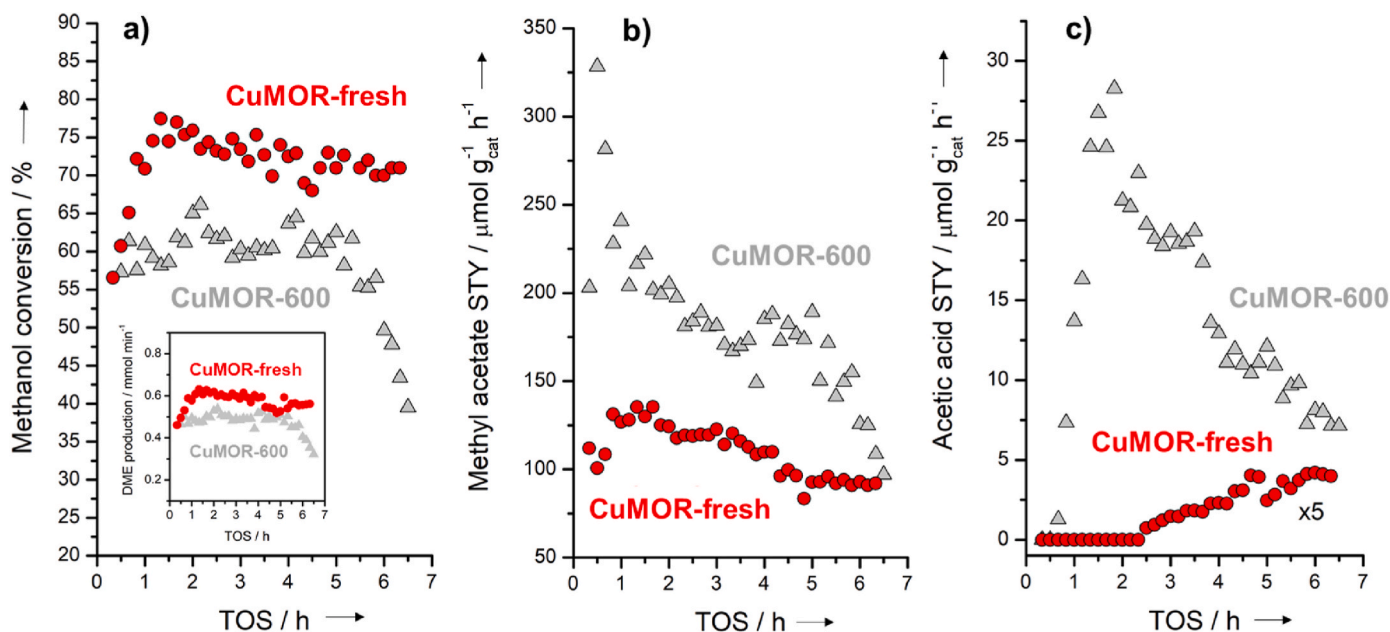 a)
Methanol conversion / %
90
85
80
75
70
65
60
55
50
45
40
35
30
25
20
CuMOR-fresh
CuMOR-600
DME production / mmol min-1
0.8
0.6
0.4
0.2
CuMOR-fresh
CuMOR-600
0 1 2 3 4 5 6 7
TOS / h
0 1 2 3 4 5 6 7
TOS / h
b)
Methyl acetate STY / μmol g-1cat h-1
350
300
250
200
150
100
50
CuMOR-600
CuMOR-fresh
0 1 2 3 4 5 6 7
TOS / h
c)
Acetic acid STY / μmol g-1cat h-1
30
25
20
15
10
5
0
CuMOR-600
CuMOR-fresh
x5
0 1 2 3 4 5 6 7
TOS / h